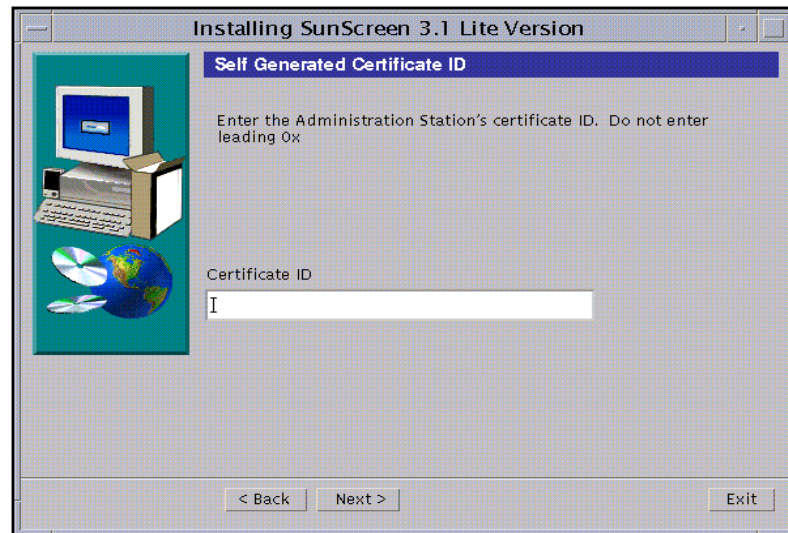 Installing SunScreen 3.1 Lite Version
Self Generated Certificate ID
Enter the Administration Station's certificate ID. Do not enter
leading 0x
Certificate ID
< Back
Next >
Exit